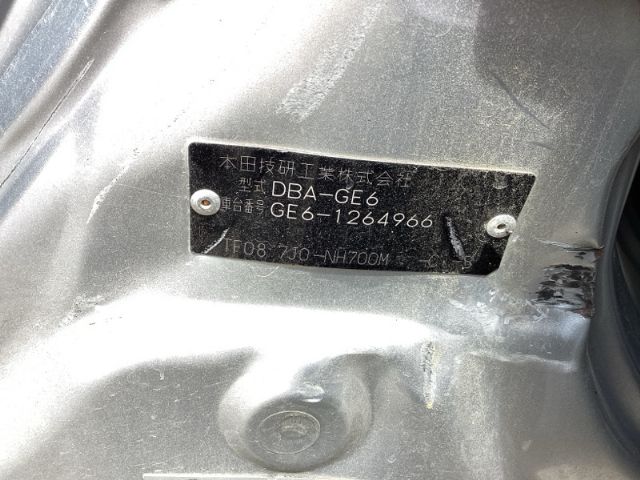 本田技研工業株式会社
型式 DBA-GE6
車台番号 GE6-1264966
TF08 7J0-NH700M -C